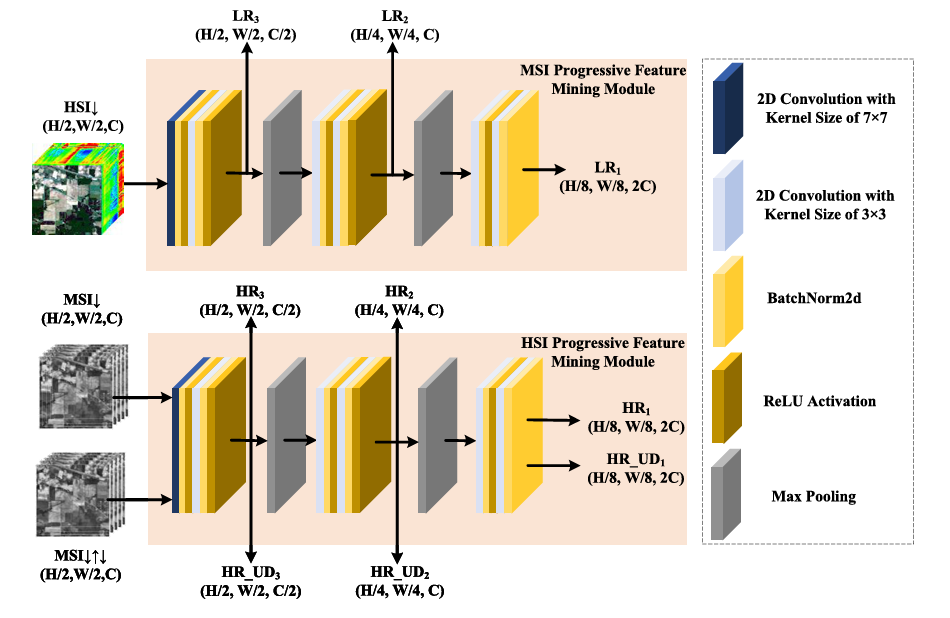 LR₃
(H/2, W/2, C/2)
LR₂
(H/4, W/4, C)
MSI Progressive Feature
Mining Module
HSI↓
(H/2,W/2,C)
LR₁
(H/8, W/8, 2C)
MSI↓
(H/2,W/2,C)
HR₃
(H/2, W/2, C/2)
HR₂
(H/4, W/4, C)
HSI Progressive Feature
Mining Module
HR₁
(H/8, W/8, 2C)
HR_UD₁
(H/8, W/8, 2C)
MSI↓↑↓
(H/2,W/2,C)
HR_UD₃
(H/2, W/2, C/2)
HR_UD₂
(H/4, W/4, C)
2D Convolution with
Kernel Size of 7×7
2D Convolution with
Kernel Size of 3×3
BatchNorm2d
ReLU Activation
Max Pooling